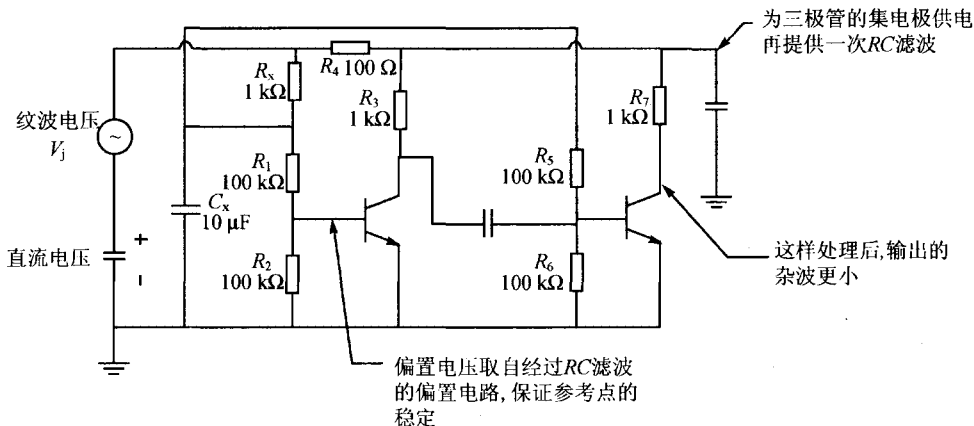 为三极管的集电极供电
再提供一次RC滤波
R4 100 Ω
Rx
1 kΩ
R3
1 kΩ
R7
1 kΩ
纹波电压
Vj
~
R1
100 kΩ
R5
100 kΩ
Cx
10 μF
直流电压
+
-
R2
100 kΩ
R6
100 kΩ
这样处理后,输出的
杂波更小
偏置电压取自经过RC滤波
的偏置电路,保证参考点的
稳定